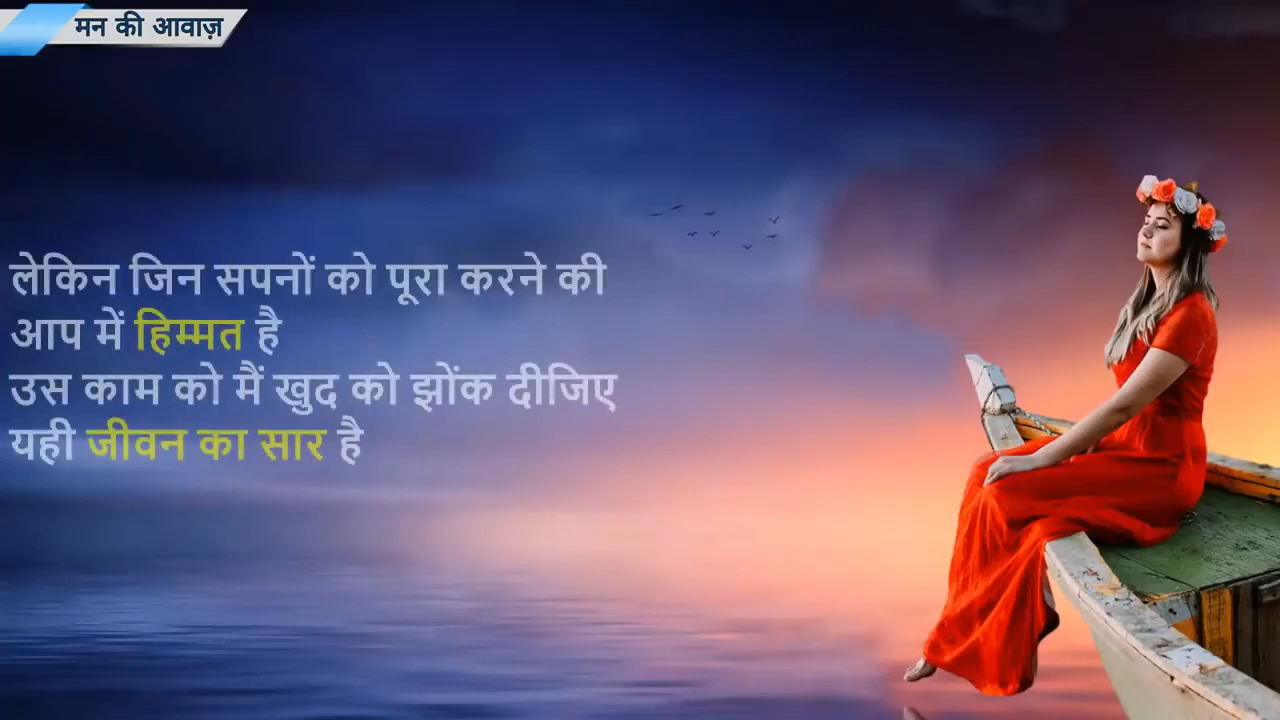 मन की आवाज़
लेकिन जिन सपनों को पूरा करने की
आप में हिम्मत है
उस काम को मैं खुद को झोंक दीजिए
यही जीवन का सार है